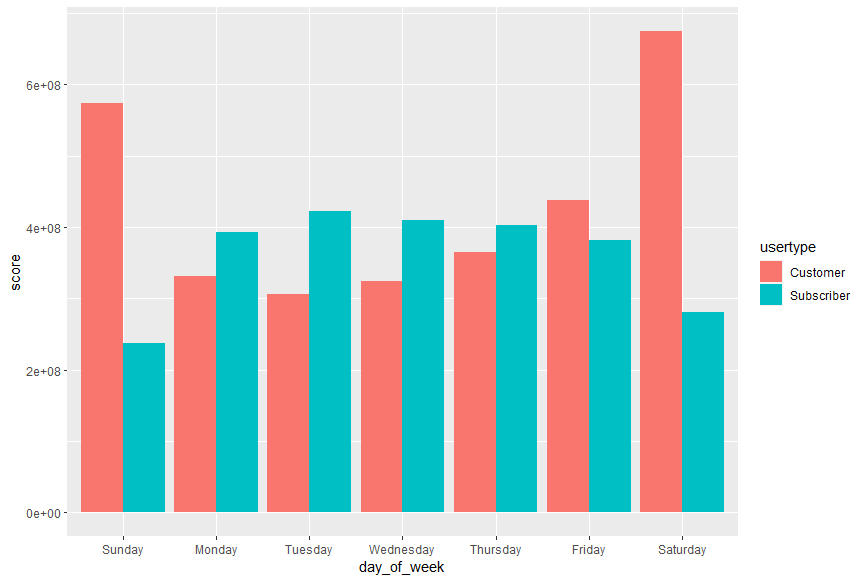 6e+08
4e+08
2e+08
0e+00
score
Sunday Monday Tuesday Wednesday Thursday Friday Saturday
day_of_week
usertype
Customer
Subscriber